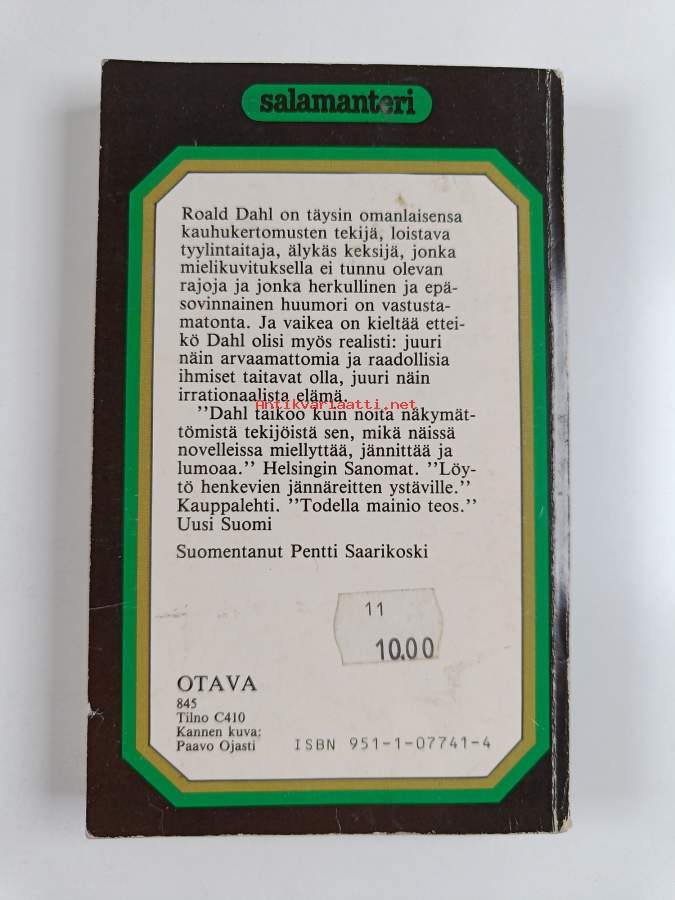 salamanteri
Roald Dahl on täysin omanlaisensa
kauhukertomusten tekijä, loistava
tyylintaitaja, älykäs keksijä, jonka
mielikuvituksella ei tunnu olevan
rajoja ja jonka herkullinen ja epä-
sovinnainen huumori on vastusta-
matonta. Ja vaikea on kieltää ettei-
kö Dahl olisi myös realisti: juuri
näin arvaamattomia ja raadollisia
ihmiset taitavat olla, juuri näin
irrationaalista elämä.
Antikvariaatti.net
"Dahl taikoo kuin noita näkymät-
tömistä tekijöistä sen, mikä näissä
novelleissa miellyttää, jännittää ja
lumoaa." Helsingin Sanomat. "Löy-
tö henkevien jännäreitten ystäville."
Kauppalehti. "Todella mainio teos."
Uusi Suomi
Suomentanut Pentti Saarikoski
11
10.00
OTAVA
845
Tilno C410
Kannen kuva:
Paavo Ojasti
ISBN 951-1-07741-4